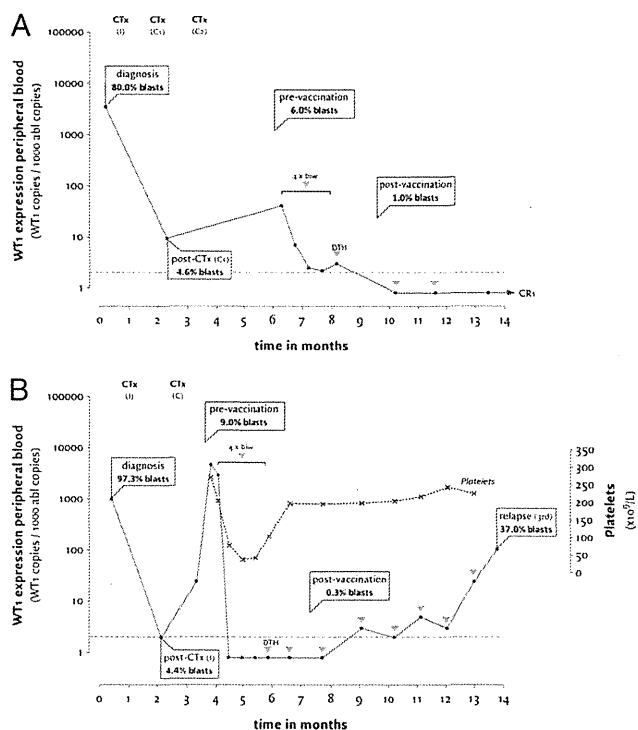 A
CTx CTx CTx
(I) (C1) (C2)
WT1 expression peripheral blood
(WT1 copies / 1000 abl copies)
100000
10000
1000
100
10
1
diagnosis
80.0% blasts
pre-vaccination
6.0% blasts
4 x biw
post-vaccination
1.0% blasts
DTH
post-CTx (C1)
4.6% blasts
CR1
0 1 2 3 4 5 6 7 8 9 10 11 12 13 14
time in months
B
CTx CTx
(I) (C)
WT1 expression peripheral blood
(WT1 copies / 1000 abl copies)
100000
10000
1000
100
10
1
pre-vaccination
9.0% blasts
4 x biw
diagnosis
97.3% blasts
Platelets
350
300
250
200
150
100
50
0
Platelets
(x10⁹/L)
relapse (3rd)
37.0% blasts
post-vaccination
0.3% blasts
DTH
post-CTx (I)
4.4% blasts
0 1 2 3 4 5 6 7 8 9 10 11 12 13 14
time in months